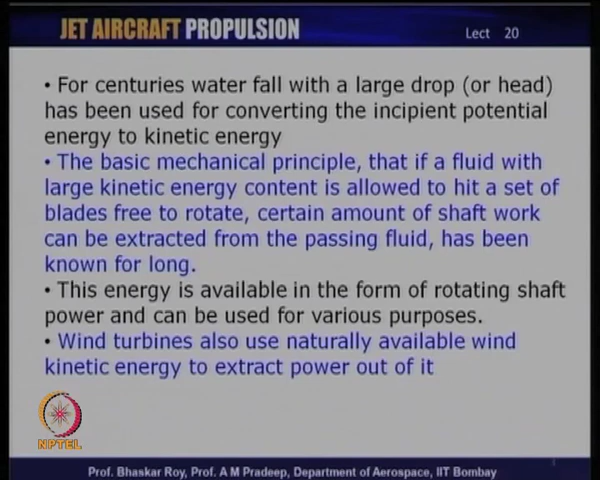 JET AIRCRAFT PROPULSION
Lect 20
• For centuries water fall with a large drop (or head)
has been used for converting the incipient potential
energy to kinetic energy
• The basic mechanical principle, that if a fluid with
large kinetic energy content is allowed to hit a set of
blades free to rotate, certain amount of shaft work
can be extracted from the passing fluid, has been
known for long.
• This energy is available in the form of rotating shaft
power and can be used for various purposes.
• Wind turbines also use naturally available wind
kinetic energy to extract power out of it
NPTEL
Prof. Bhaskar Roy, Prof. A M Pradeep, Department of Aerospace, IIT Bombay